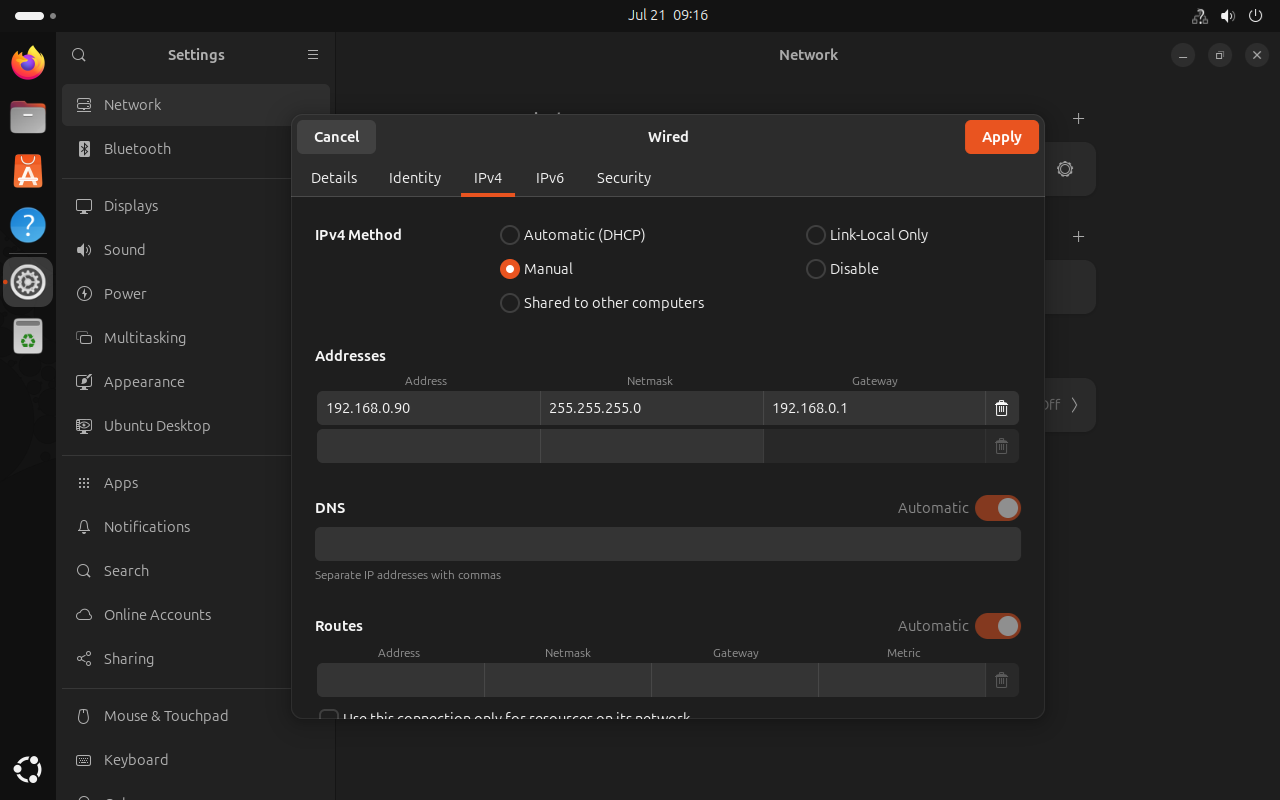 Jul 21 09:16
Settings
Network
Network
Bluetooth
Displays
Sound
Power
Multitasking
Appearance
Ubuntu Desktop
Apps
Notifications
Search
Online Accounts
Sharing
Mouse & Touchpad
Keyboard
Cancel
Wired
Apply
Details
Identity
IPv4
IPv6
Security
IPv4 Method
Automatic (DHCP)
Link-Local Only
Manual
Disable
Shared to other computers
Addresses
Address
Netmask
Gateway
192.168.0.90
255.255.255.0
192.168.0.1
Off
DNS
Automatic
Separate IP addresses with commas
Routes
Automatic
Address
Netmask
Gateway
Metric
Use this connection only for resources on its network